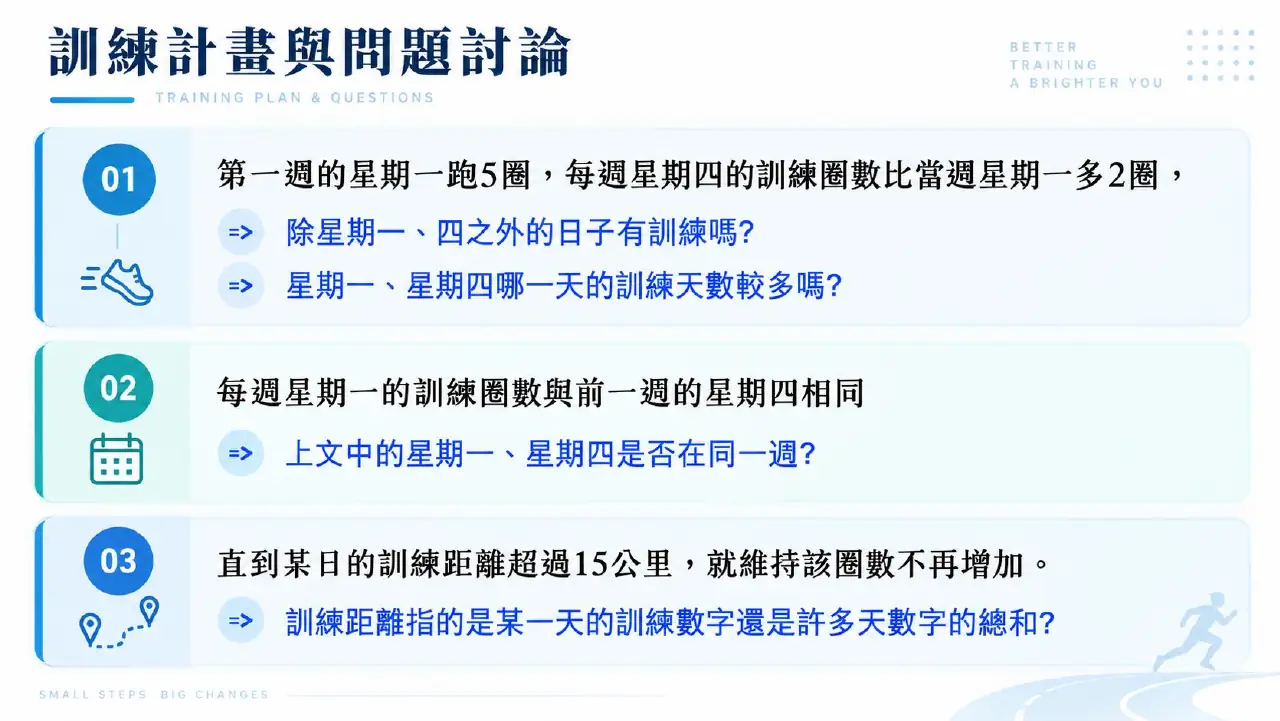 訓練計畫與問題討論
TRAINING PLAN & QUESTIONS
BETTER
TRAINING
A BRIGHTER YOU
01
第一週的星期一跑5圈，每週星期四的訓練圈數比當週星期一多2圈，
=> 除星期一、四之外的日子有訓練嗎?
=> 星期一、星期四哪一天的訓練天數較多嗎?
02
每週星期一的訓練圈數與前一週的星期四相同
=> 上文中的星期一、星期四是否在同一週?
03
直到某日的訓練距離超過15公里，就維持該圈數不再增加。
=> 訓練距離指的是某一天的訓練數字還是許多天數字的總和?
SMALL STEPS BIG CHANGES